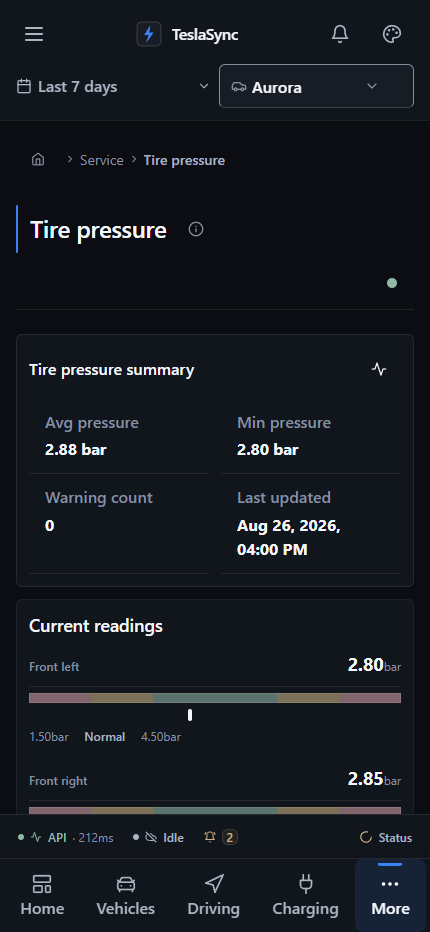 TeslaSync
Last 7 days
Aurora
Service
Tire pressure
Tire pressure
Tire pressure summary
Avg pressure
2.88 bar
Min pressure
2.80 bar
Warning count
0
Last updated
Aug 26, 2026,
04:00 PM
Current readings
Front left
2.80bar
1.50bar Normal 4.50bar
Front right
2.85bar
API · 212ms
Idle
2
Status
Home
Vehicles
Driving
Charging
More